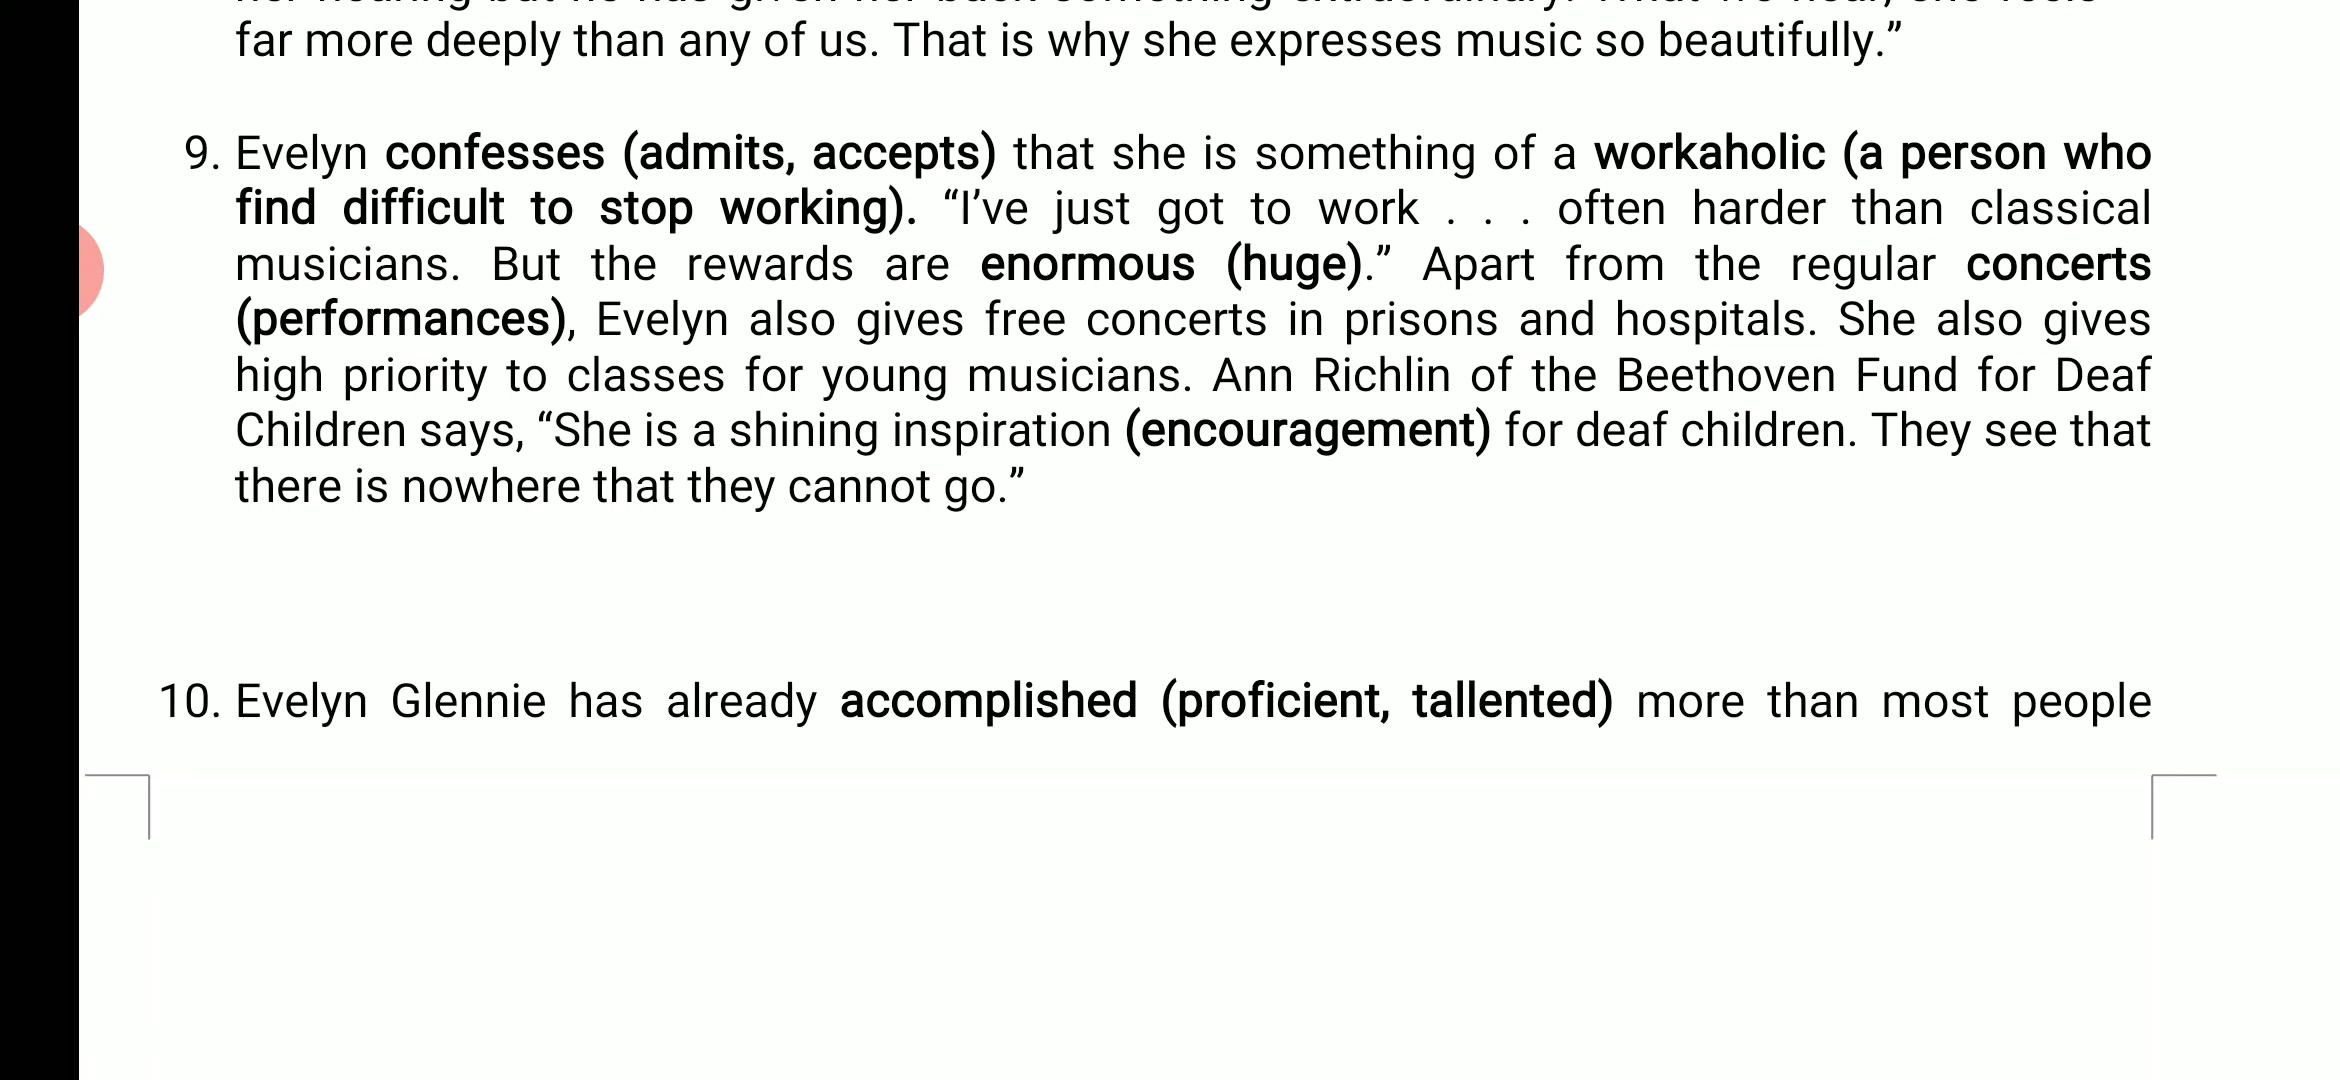 far more deeply than any of us. That is why she expresses music so beautifully.”
9. Evelyn confesses (admits, accepts) that she is something of a workaholic (a person who
find difficult to stop working). “I’ve just got to work . . . often harder than classical
musicians. But the rewards are enormous (huge).” Apart from the regular concerts
(performances), Evelyn also gives free concerts in prisons and hospitals. She also gives
high priority to classes for young musicians. Ann Richlin of the Beethoven Fund for Deaf
Children says, “She is a shining inspiration (encouragement) for deaf children. They see that
there is nowhere that they cannot go.”
10. Evelyn Glennie has already accomplished (proficient, tallented) more than most people